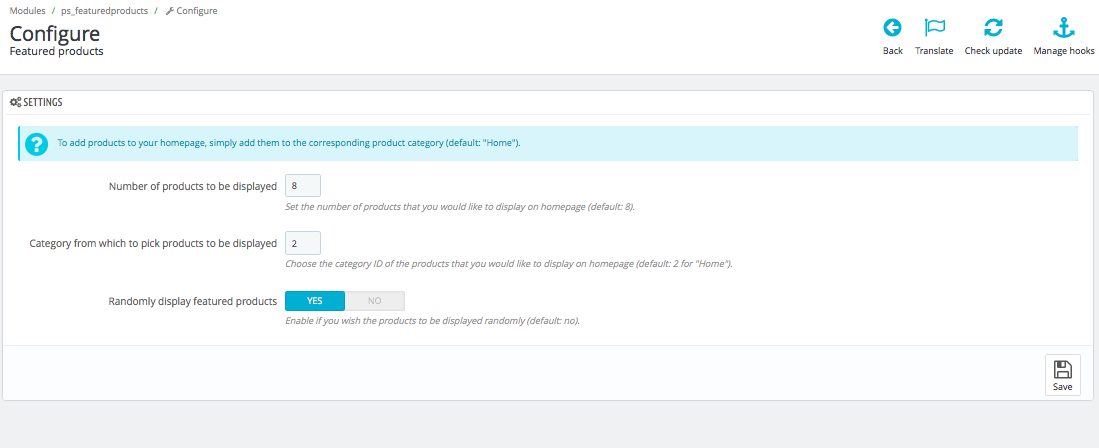 Modules / ps_featuredproducts / Configure
Configure
Featured products
Back Translate Check update Manage hooks
SETTINGS
To add products to your homepage, simply add them to the corresponding product category (default: "Home").
Number of products to be displayed 8
Set the number of products that you would like to display on homepage (default: 8).
Category from which to pick products to be displayed 2
Choose the category ID of the products that you would like to display on homepage (default: 2 for "Home").
Randomly display featured products YES NO
Enable if you wish the products to be displayed randomly (default: no).
Save